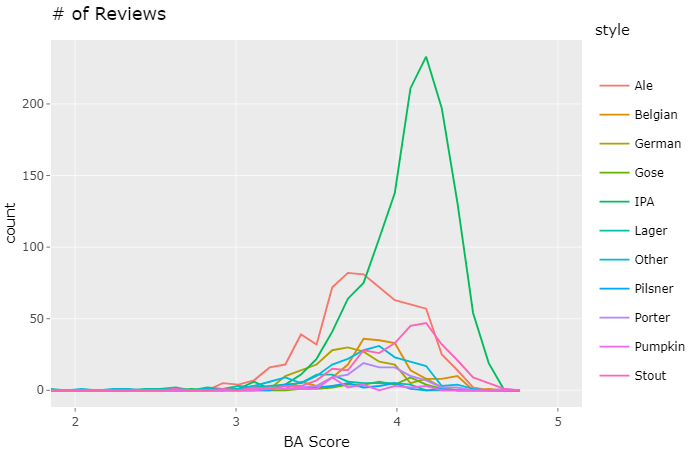 # of Reviews
style
200
150
100
50
0
count
2
3
4
5
BA Score
Ale
Belgian
German
Gose
IPA
Lager
Other
Pilsner
Porter
Pumpkin
Stout